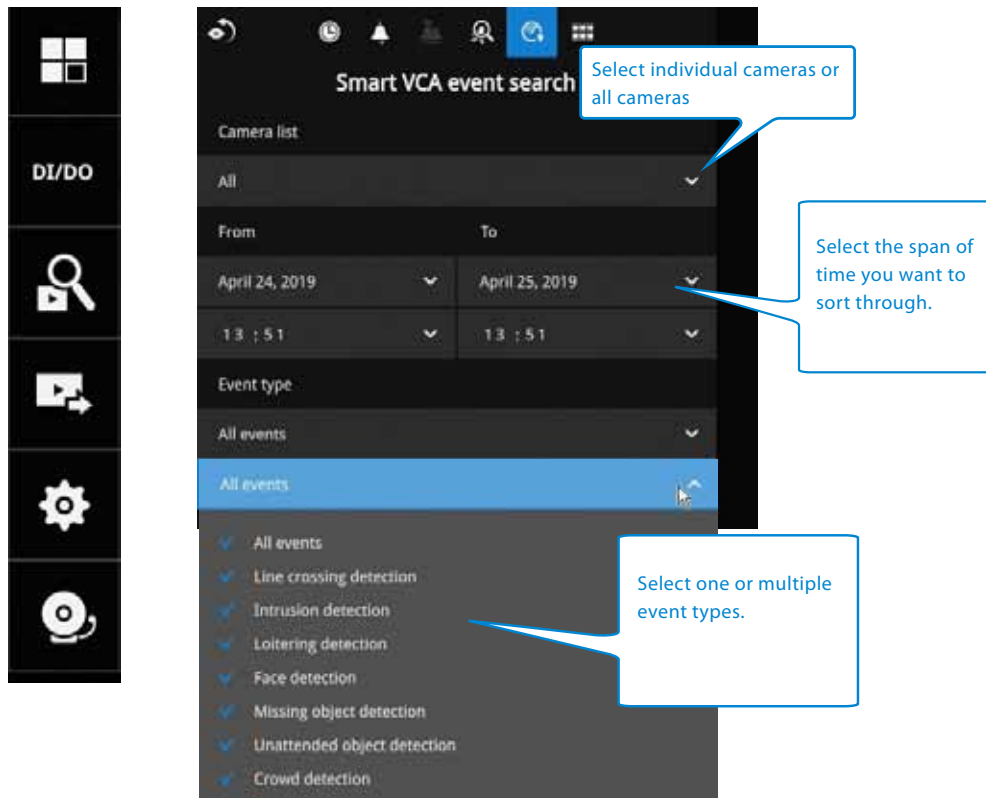 DI/DO
Smart VCA event search
Select individual cameras or
all cameras
Camera list
All
From To
Select the span of
time you want to
sort through.
April 24, 2019 April 25, 2019
13 : 51 13 : 51
Event type
All events
All events
All events
Line crossing detection
Intrusion detection
Loitering detection
Face detection
Missing object detection
Unattended object detection
Crowd detection
Select one or multiple
event types.